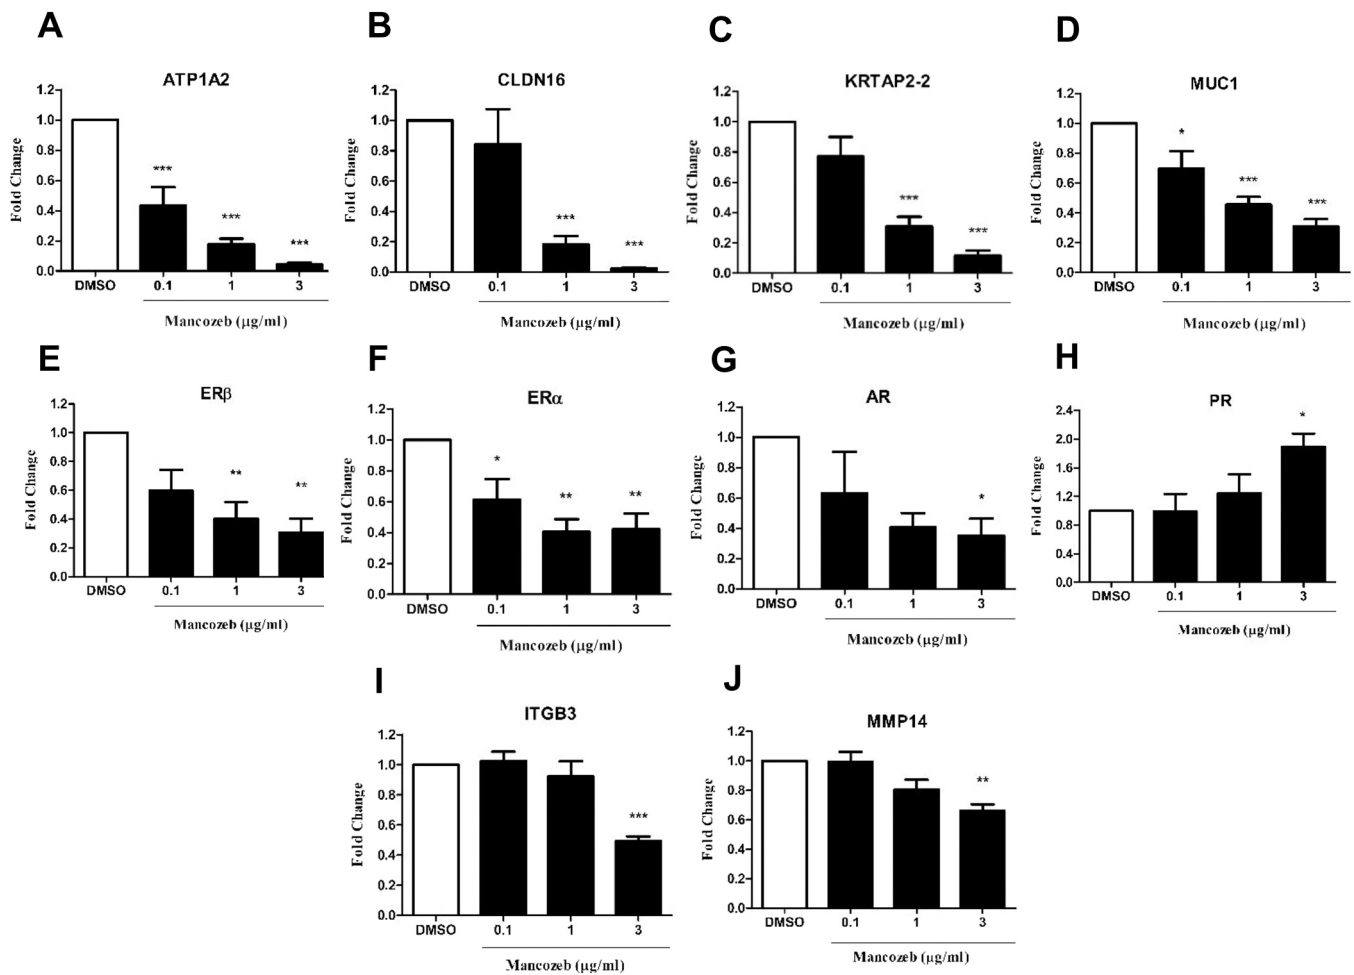 A
B
C
D
ATP1A2
CLDN16
KRTAP2-2
MUC1
Fold Change
1.2
1.0
0.8
0.6
0.4
0.2
0.0
***
***
***
DMSO
0.1
1
3
Mancozeb (µg/ml)
Fold Change
1.2
1.0
0.8
0.6
0.4
0.2
0.0
***
***
DMSO
0.1
1
3
Mancozeb (µg/ml)
Fold Change
1.2
1.0
0.8
0.6
0.4
0.2
0.0
***
***
DMSO
0.1
1
3
Mancozeb (µg/ml)
Fold Change
1.2
1.0
0.8
0.6
0.4
0.2
0.0
*
***
***
DMSO
0.1
1
3
Mancozeb (µg/ml)
E
F
G
H
ERβ
ERα
AR
PR
Fold Change
1.2
1.0
0.8
0.6
0.4
0.2
0.0
**
**
DMSO
0.1
1
3
Mancozeb (µg/ml)
Fold Change
1.2
1.0
0.8
0.6
0.4
0.2
0.0
*
**
**
DMSO
0.1
1
3
Mancozeb (µg/ml)
Fold Change
1.2
1.0
0.8
0.6
0.4
0.2
0.0
*
DMSO
0.1
1
3
Mancozeb (µg/ml)
Fold Change
2.4
2.0
1.6
1.2
0.8
0.4
0.0
*
DMSO
0.1
1
3
Mancozeb (µg/ml)
I
J
ITGB3
MMP14
Fold Change
1.2
1.0
0.8
0.6
0.4
0.2
0.0
***
DMSO
0.1
1
3
Mancozeb (µg/ml)
Fold Change
1.2
1.0
0.8
0.6
0.4
0.2
0.0
**
DMSO
0.1
1
3
Mancozeb (µg/ml)